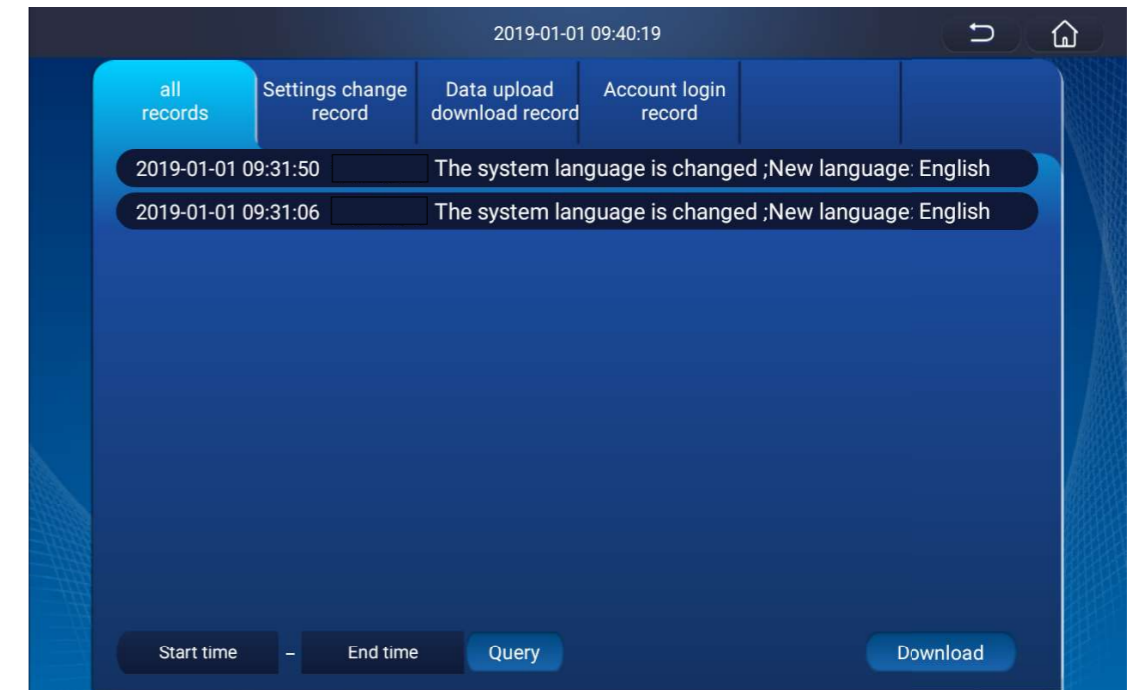 2019-01-01 09:40:19
all
records
Settings change
record
Data upload
download record
Account login
record
2019-01-01 09:31:50 The system language is changed ;New language: English
2019-01-01 09:31:06 The system language is changed ;New language: English
Start time – End time Query Download